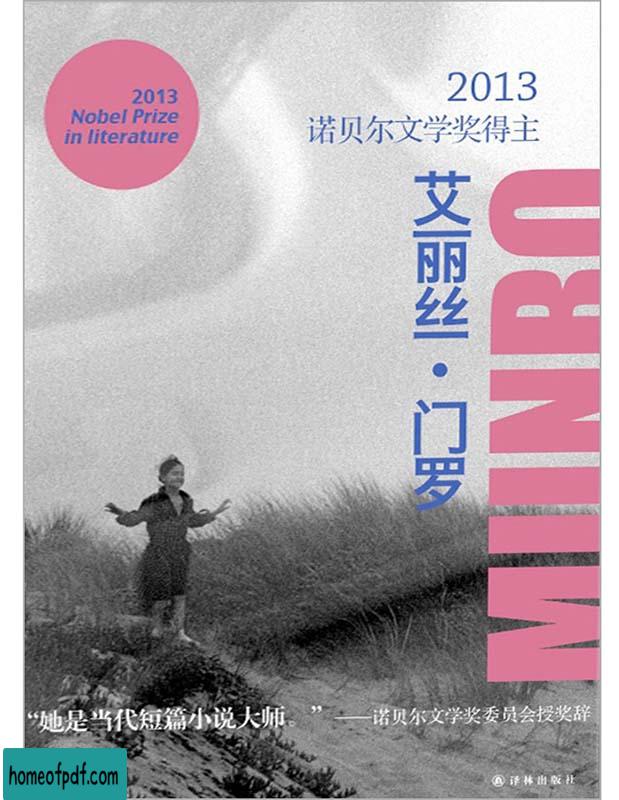 2013
Nobel Prize
in literature
2013
诺贝尔文学奖得主
艾丽丝·门罗
“她是当代短篇小说大师。”——诺贝尔文学奖委员会授奖辞
homeofpdf.com
译林出版社